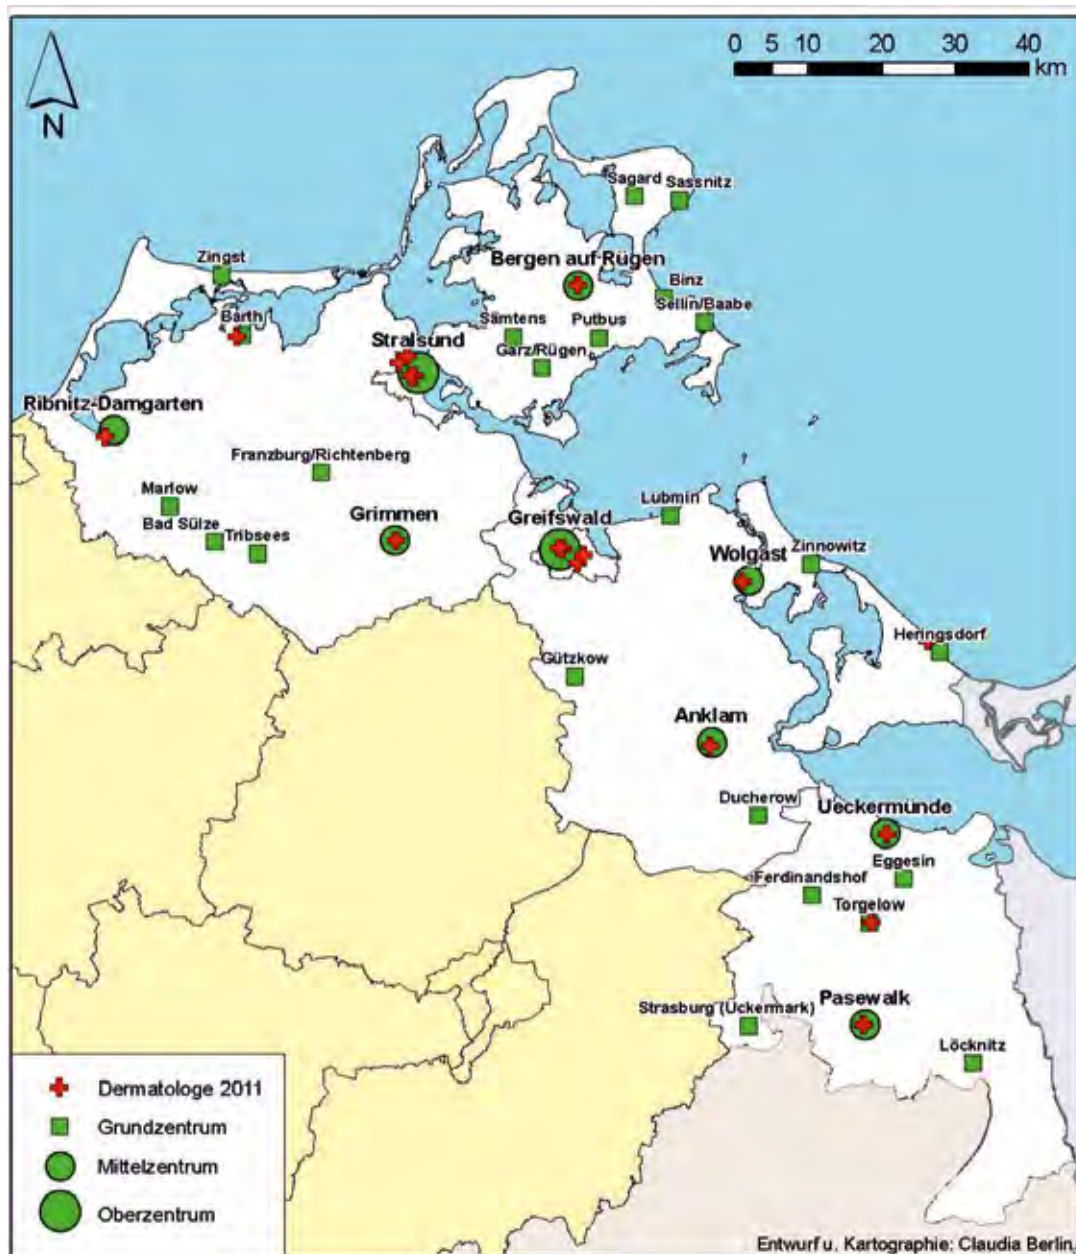 0 5 10 20 30 40
km
N
Sagard
Sassnitz
Zingst
Bergen auf Rügen
Binz
Sellin/Baabe
Barth
Samtens
Putbus
Stralsund
Garz/Rügen
Ribnitz-Damgarten
Franzburg/Richtenberg
Marlow
Lubmin
Grimmen
Greifswald
Bad Sülze
Tribsees
Wolgast
Zinnowitz
Heringsdorf
Gützkow
Anklam
Ducherow
Ueckermünde
Eggesin
Ferdinandshof
Torgelow
Pasewalk
Strasburg (Uckermark)
Löcknitz
Dermatologe 2011
Grundzentrum
Mittelzentrum
Oberzentrum
Entwurf u. Kartographie: Claudia Berlin